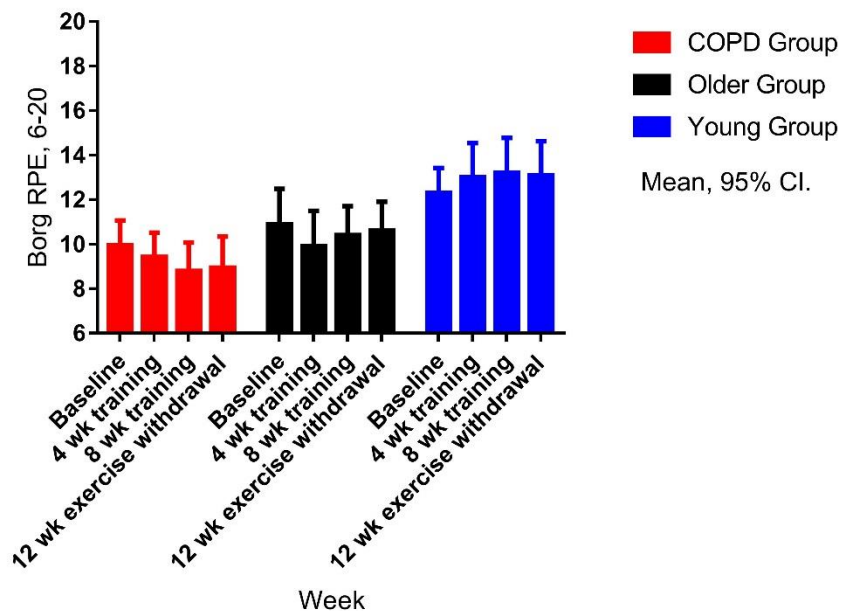 20
18
16
14
12
10
8
6
Borg RPE, 6-20
COPD Group
Older Group
Young Group
Mean, 95% CI.
Baseline
4 wk training
8 wk training
12 wk exercise withdrawal
Baseline
4 wk training
8 wk training
12 wk exercise withdrawal
Baseline
4 wk training
8 wk training
12 wk exercise withdrawal
Week